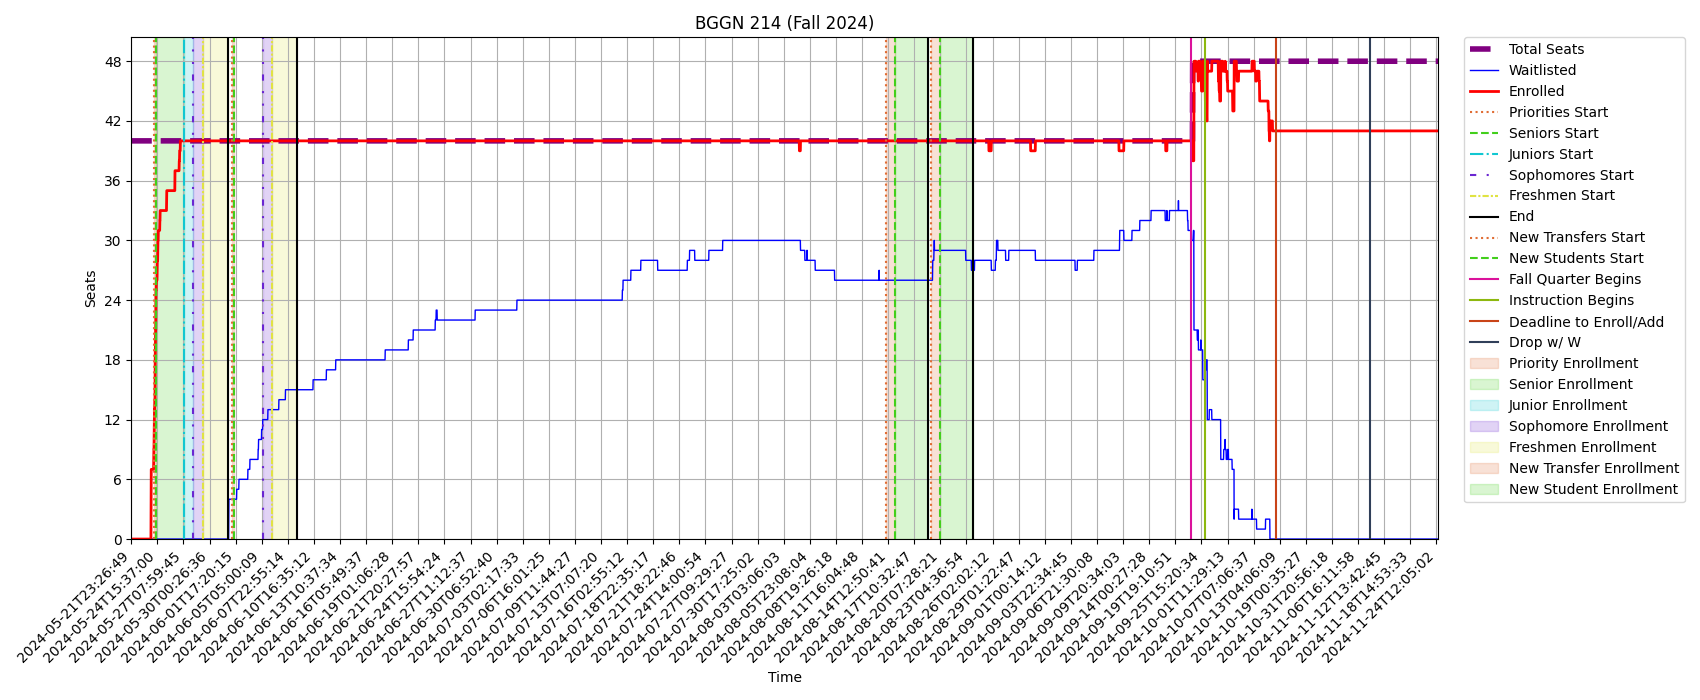 BGGN 214 (Fall 2024)
Seats
48
42
36
30
24
18
12
6
0
2024-05-21T23:26:49
2024-05-24T15:37:00
2024-05-27T07:59:45
2024-05-30T00:26:36
2024-06-01T17:20:15
2024-06-05T05:00:09
2024-06-07T22:55:14
2024-06-10T16:35:12
2024-06-13T10:37:34
2024-06-16T05:49:37
2024-06-19T01:06:28
2024-06-21T20:27:57
2024-06-24T15:54:24
2024-06-27T11:12:37
2024-06-30T06:52:40
2024-07-03T02:17:33
2024-07-06T16:01:25
2024-07-09T11:44:27
2024-07-13T07:07:20
2024-07-16T02:55:12
2024-07-18T22:35:17
2024-07-21T18:22:46
2024-07-24T14:00:54
2024-07-27T09:29:27
2024-07-30T17:25:02
2024-08-03T03:06:03
2024-08-05T23:08:04
2024-08-08T19:26:18
2024-08-11T16:04:48
2024-08-14T12:50:41
2024-08-17T10:32:47
2024-08-20T07:28:21
2024-08-23T04:36:54
2024-08-26T02:02:12
2024-08-29T01:22:47
2024-09-01T00:14:12
2024-09-03T22:34:45
2024-09-06T21:30:08
2024-09-09T20:34:03
2024-09-14T00:27:28
2024-09-19T19:10:51
2024-09-25T15:20:34
2024-10-01T11:29:13
2024-10-07T07:06:37
2024-10-13T04:06:09
2024-10-19T00:35:27
2024-10-31T20:56:18
2024-11-06T16:11:58
2024-11-12T13:42:45
2024-11-18T14:53:33
2024-11-24T12:05:02
Time
Total Seats
Waitlisted
Enrolled
Priorities Start
Seniors Start
Juniors Start
Sophomores Start
Freshmen Start
End
New Transfers Start
New Students Start
Fall Quarter Begins
Instruction Begins
Deadline to Enroll/Add
Drop w/ W
Priority Enrollment
Senior Enrollment
Junior Enrollment
Sophomore Enrollment
Freshmen Enrollment
New Transfer Enrollment
New Student Enrollment